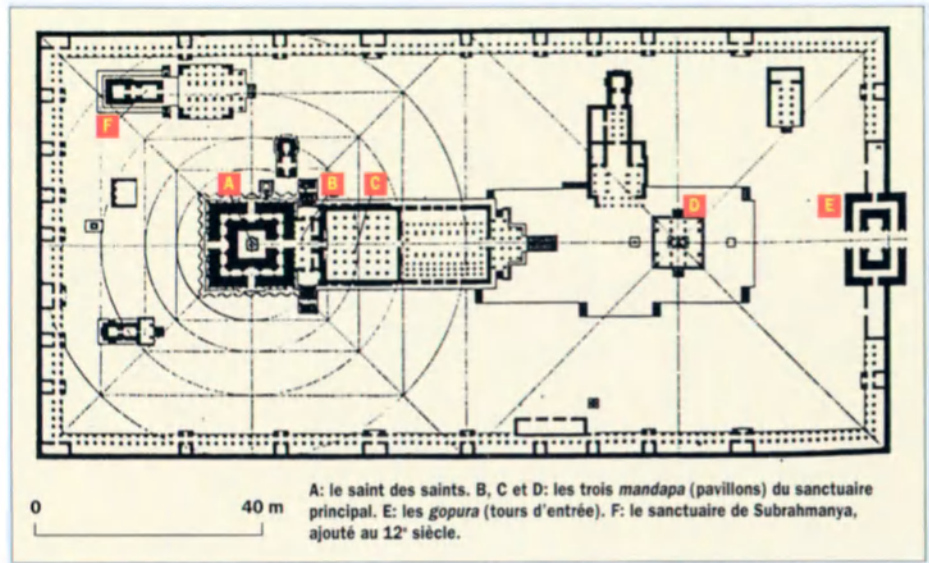 F
A
B
C
D
E
0 40 m
A: le saint des saints. B, C et D: les trois mandapa (pavillons) du sanctuaire
principal. E: les gopura (tours d'entrée). F: le sanctuaire de Subrahmanya,
ajouté au 12e siècle.